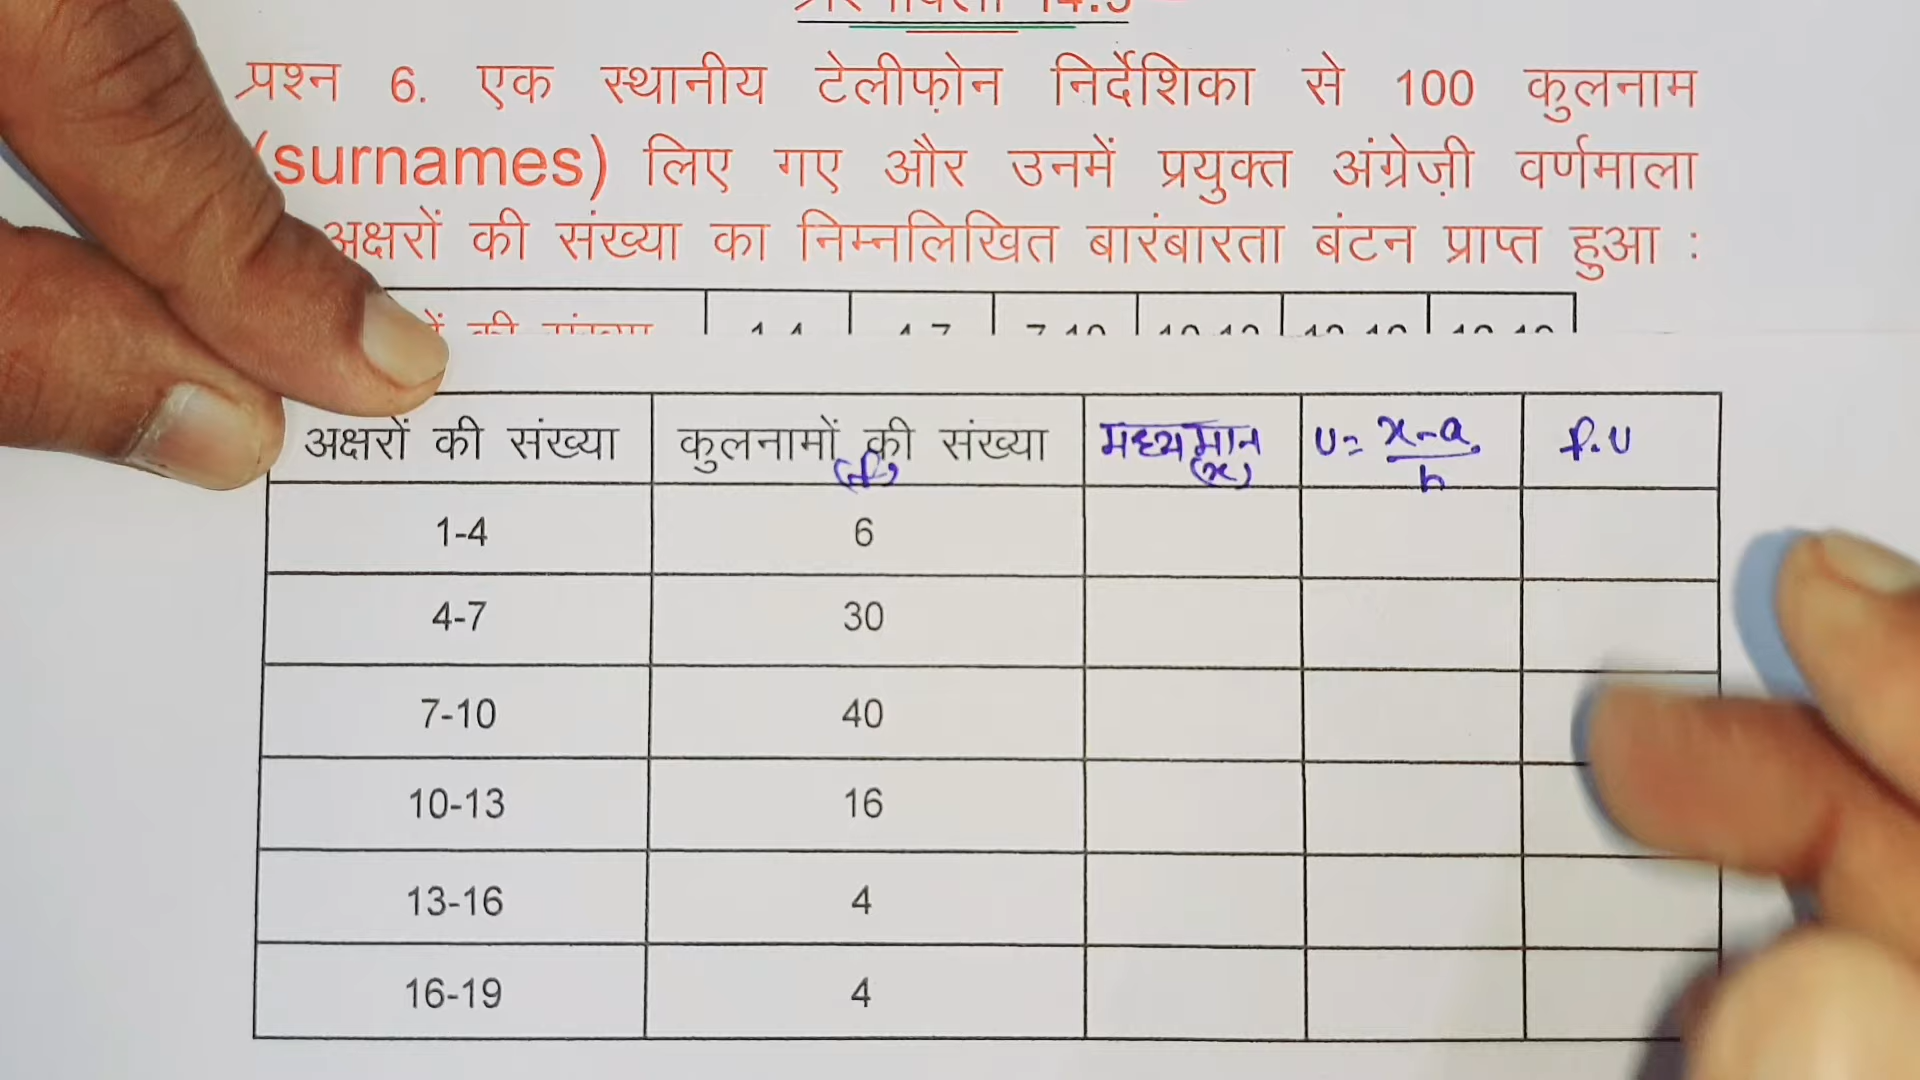 प्रश्न 6. एक स्थानीय टेलीफ़ोन निर्देशिका से 100 कुलनाम
(surnames) लिए गए और उनमें प्रयुक्त अंग्रेज़ी वर्णमाला
अक्षरों की संख्या का निम्नलिखित बारंबारता बंटन प्राप्त हुआ :
अक्षरों की संख्या कुलनामों की संख्या (f) मध्यमान (x) U= x-a/h f.U
1-4 6
4-7 30
7-10 40
10-13 16
13-16 4
16-19 4